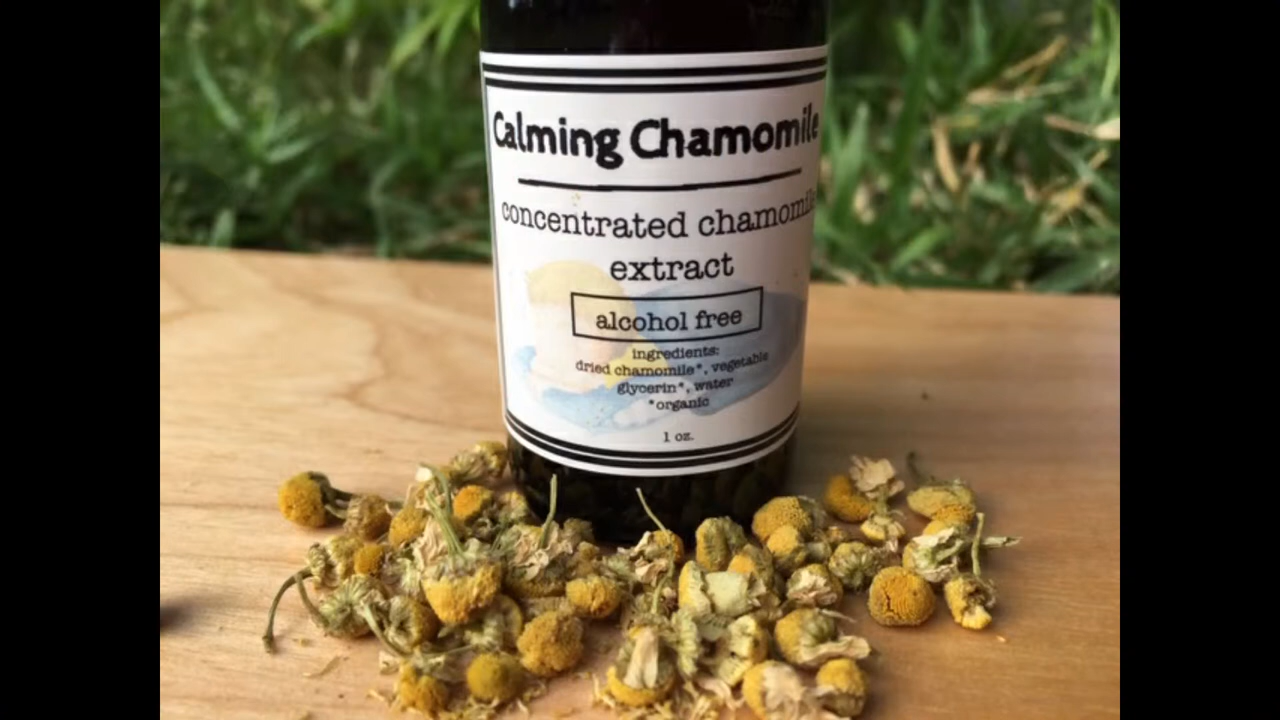 Calming Chamomile
concentrated chamomile
extract
alcohol free
ingredients:
dried chamomile*, vegetable
glycerin*, water
*organic
1 oz.